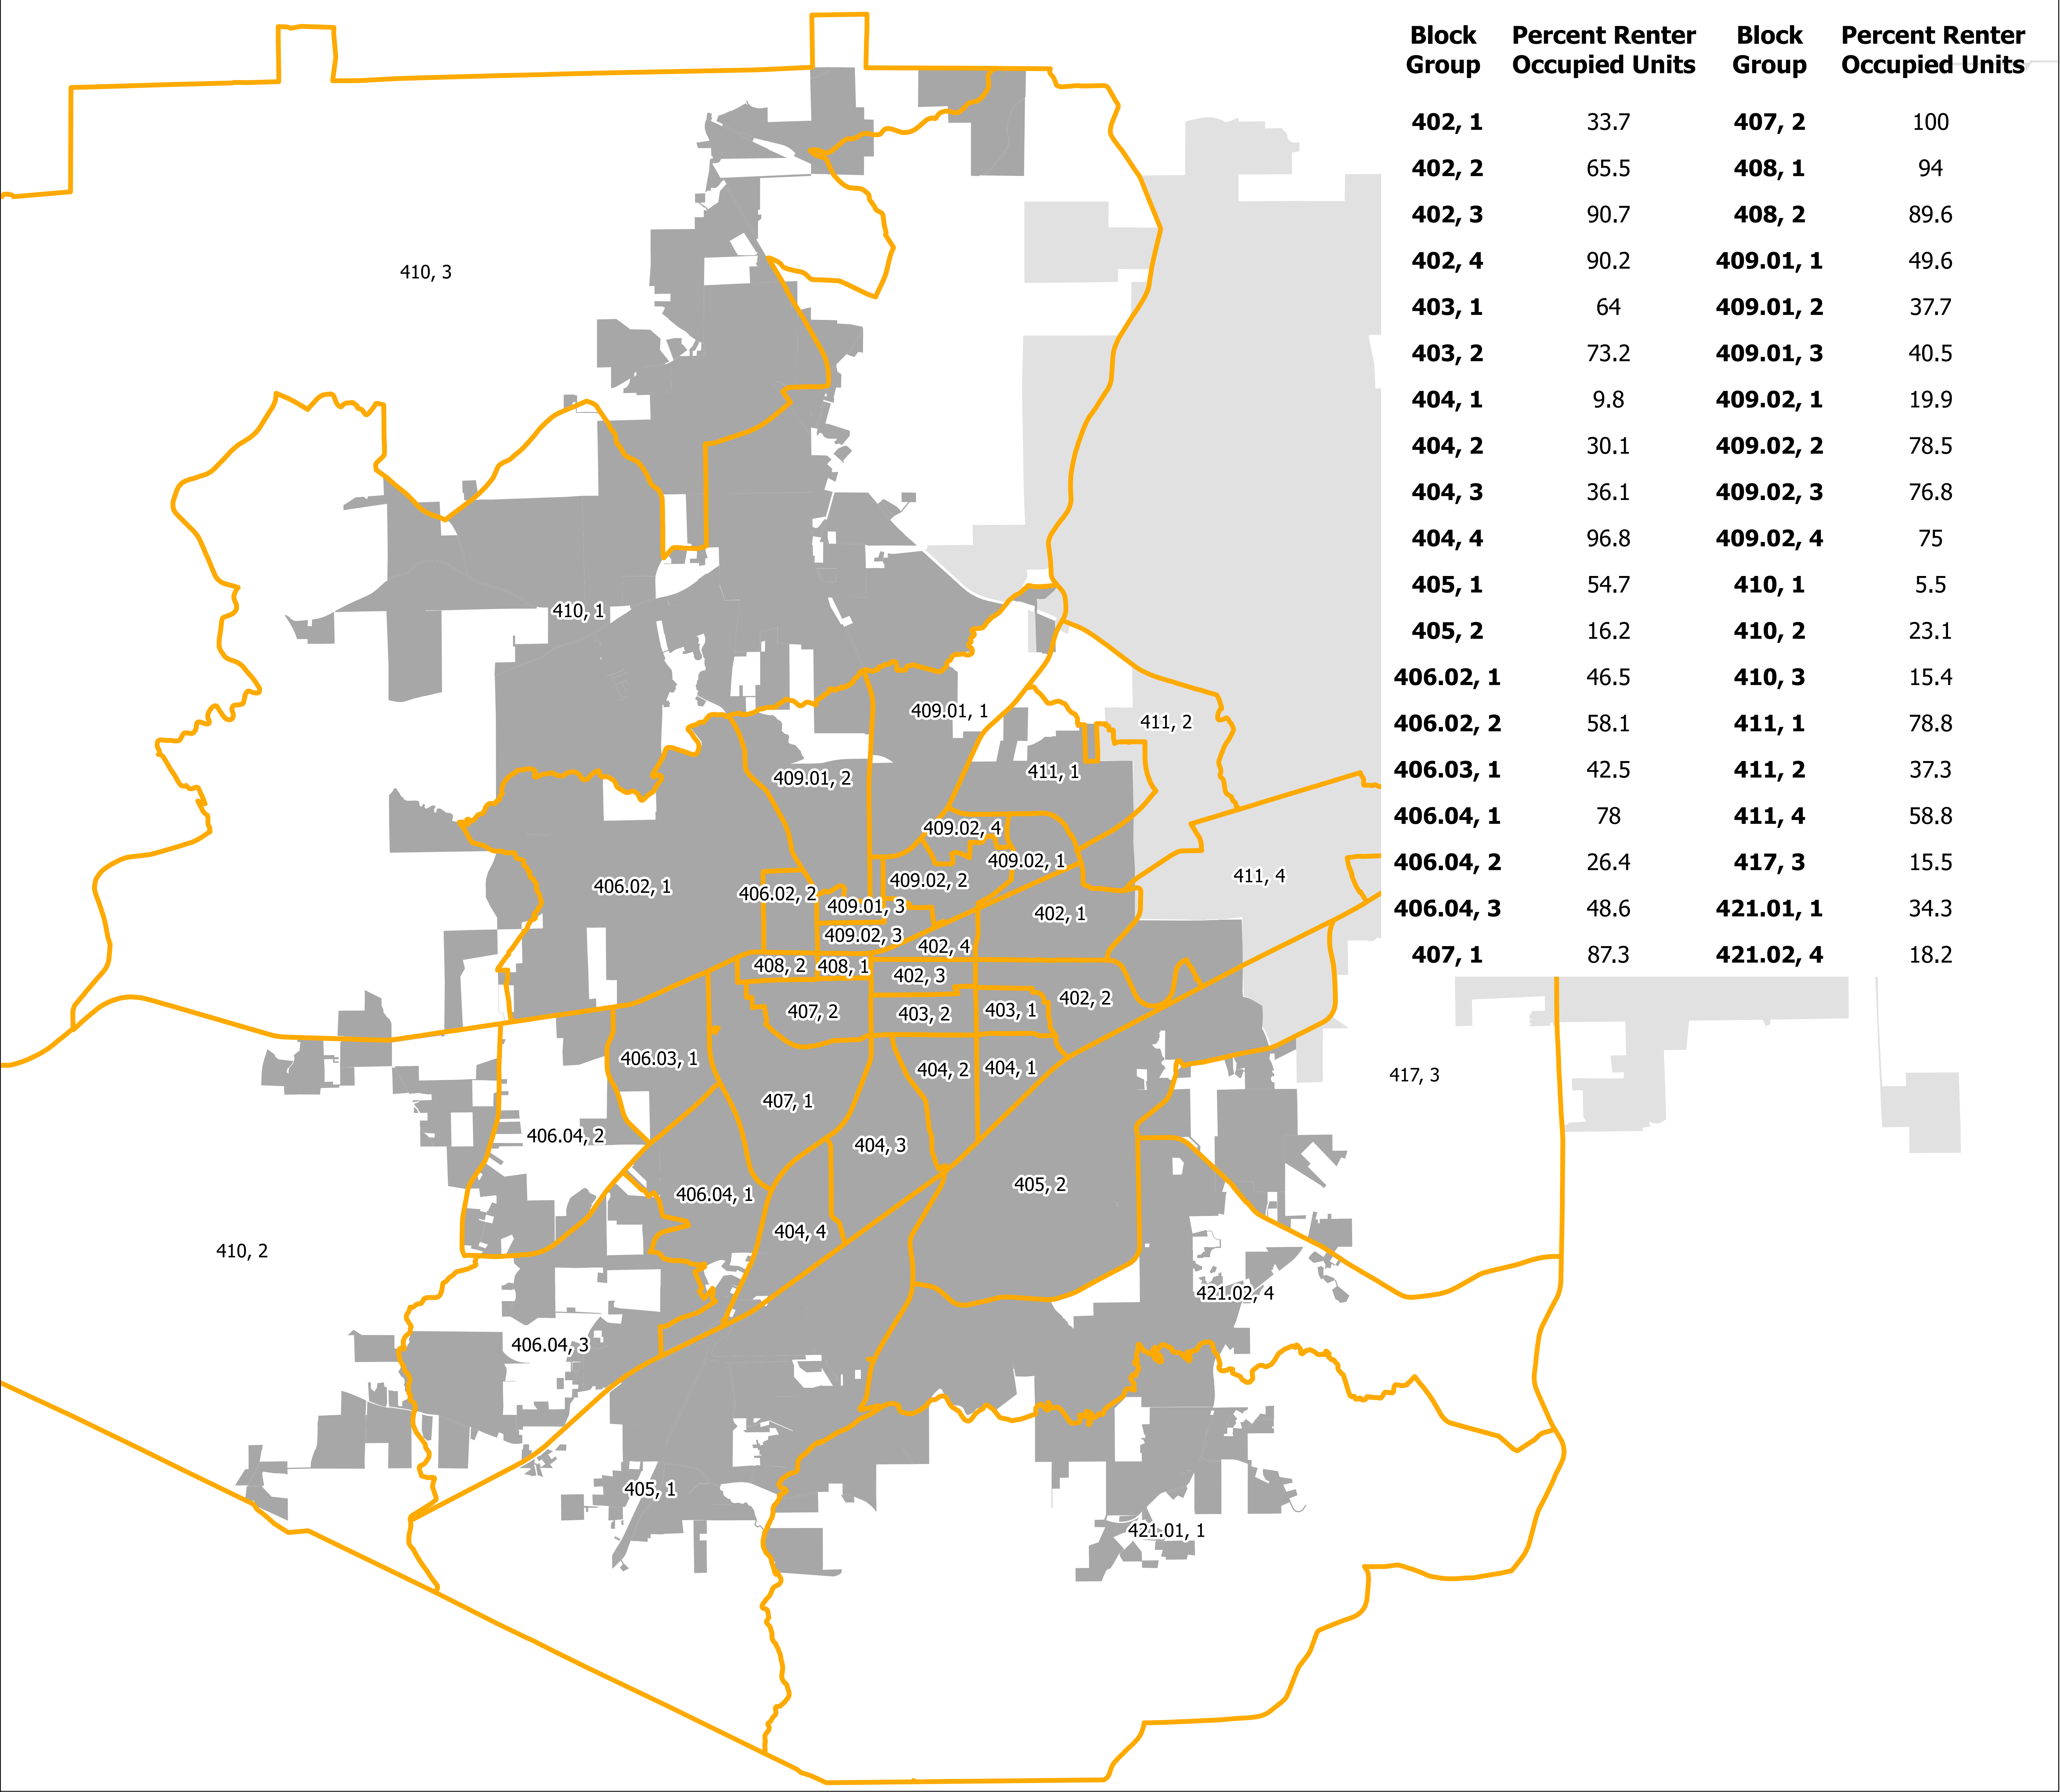 Block Group Percent Renter Occupied Units Block Group Percent Renter Occupied Units
402, 1 33.7 407, 2 100
402, 2 65.5 408, 1 94
402, 3 90.7 408, 2 89.6
402, 4 90.2 409.01, 1 49.6
403, 1 64 409.01, 2 37.7
403, 2 73.2 409.01, 3 40.5
404, 1 9.8 409.02, 1 19.9
404, 2 30.1 409.02, 2 78.5
404, 3 36.1 409.02, 3 76.8
404, 4 96.8 409.02, 4 75
405, 1 54.7 410, 1 5.5
405, 2 16.2 410, 2 23.1
406.02, 1 46.5 410, 3 15.4
406.02, 2 58.1 411, 1 78.8
406.03, 1 42.5 411, 2 37.3
406.04, 1 78 411, 4 58.8
406.04, 2 26.4 417, 3 15.5
406.04, 3 48.6 421.01, 1 34.3
407, 1 87.3 421.02, 4 18.2
410, 3
410, 1
409.01, 1
411, 2
409.01, 2
411, 1
409.02, 4
409.02, 1
406.02, 1
406.02, 2
409.02, 2
411, 4
409.01, 3
402, 1
409.02, 3
402, 4
408, 2
408, 1
402, 3
402, 2
407, 2
403, 2
403, 1
406.03, 1
404, 2
404, 1
417, 3
407, 1
406.04, 2
404, 3
406.04, 1
405, 2
404, 4
410, 2
421.02, 4
406.04, 3
405, 1
421.01, 1